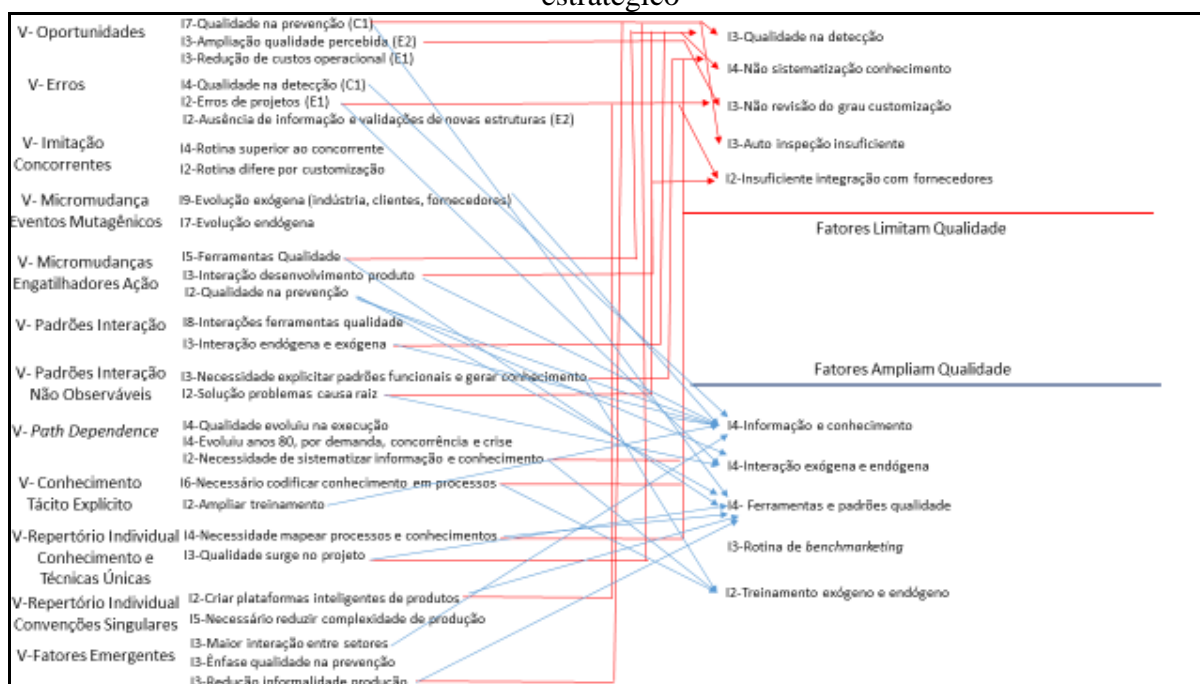 estratégico
V- Oportunidades
I7-Qualidade na prevenção (C1)
I3-Ampliação qualidade percebida (E2)
I3-Redução de custos operacional (E1)
V- Erros
I4-Qualidade na detecção (C1)
I2-Erros de projetos (E1)
I2-Ausência de informação e validações de novas estruturas (E2)
V- Imitação
Concorrentes
I4-Rotina superior ao concorrente
I2-Rotina difere por customização
V- Micromudança
Eventos Mutagênicos
I9-Evolução exógena (indústria, clientes, fornecedores)
I7-Evolução endógena
V- Micromudanças
Engatilhadores Ação
I5-Ferramentas Qualidade
I3-Interação desenvolvimento produto
I2-Qualidade na prevenção
V- Padrões Interação
I8-Interações ferramentas qualidade
I3-Interação endógena e exógena
V- Padrões Interação
Não Observáveis
I3-Necessidade explicitar padrões funcionais e gerar conhecimento
I2-Solução problemas causa raiz
V- Path Dependence
I4-Qualidade evoluiu na execução
I4-Evoluiu anos 80, por demanda, concorrência e crise
I2-Necessidade de sistematizar informação e conhecimento
V- Conhecimento
Tácito Explícito
I6-Necessário codificar conhecimento em processos
I2-Ampliar treinamento
V-Repertório Individual
Conhecimento e
Técnicas Únicas
I4-Necessidade mapear processos e conhecimentos
I3-Qualidade surge no projeto
V-Repertório Individual
Convenções Singulares
I2-Criar plataformas inteligentes de produtos
I5-Necessário reduzir complexidade de produção
V-Fatores Emergentes
I3-Maior interação entre setores
I3-Ênfase qualidade na prevenção
I3-Redução informalidade produção
I3-Qualidade na detecção
I4-Não sistematização conhecimento
I3-Não revisão do grau customização
I3-Auto inspeção insuficiente
I2-Insuficiente integração com fornecedores
Fatores Limitam Qualidade
Fatores Ampliam Qualidade
I4-Informação e conhecimento
I4-Interação exógena e endógena
I4- Ferramentas e padrões qualidade
I3-Rotina de benchmarketing
I2-Treinamento exógeno e endógeno